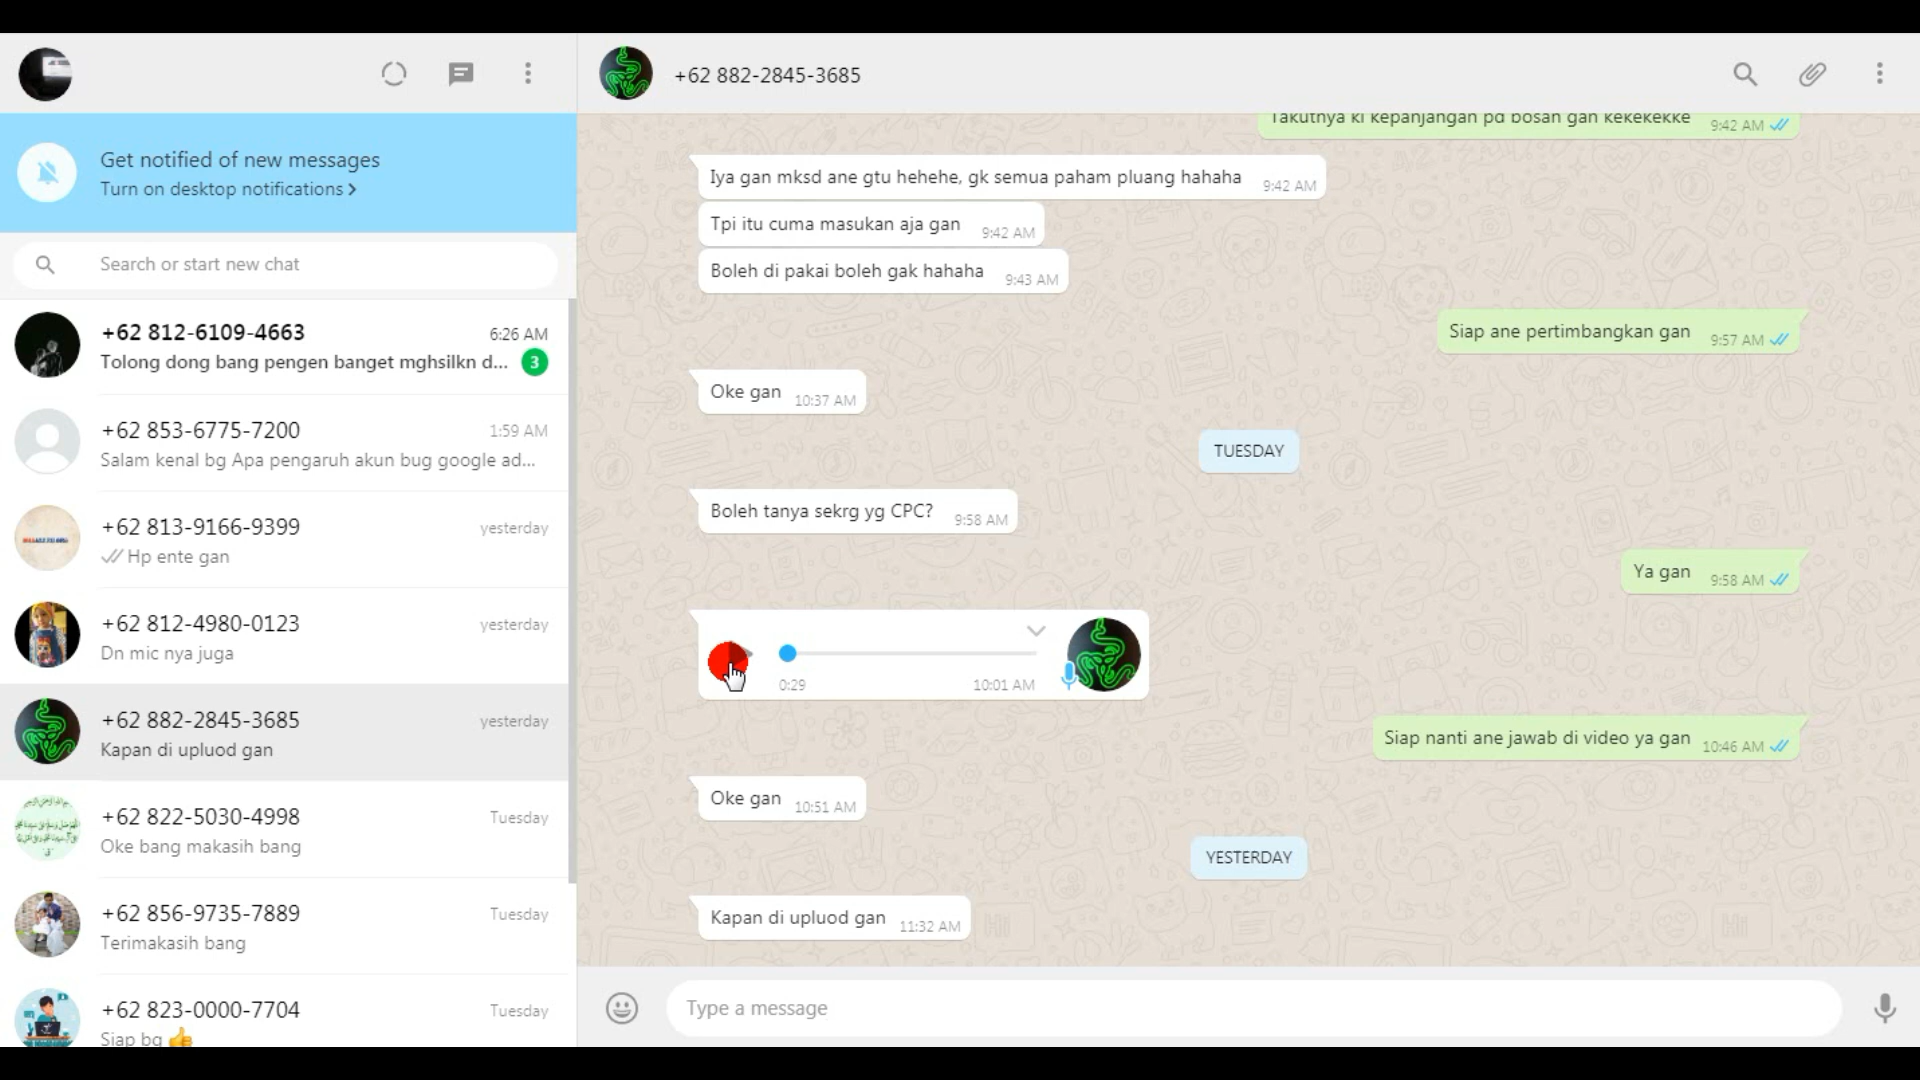 Get notified of new messages
Turn on desktop notifications >
Search or start new chat
+62 812-6109-4663
6:26 AM
Tolong dong bang pengen banget mghsilkn d...
3
+62 853-6775-7200
1:59 AM
Salam kenal bg Apa pengaruh akun bug google ad...
+62 813-9166-9399
yesterday
Hp ente gan
+62 812-4980-0123
yesterday
Dn mic nya juga
+62 882-2845-3685
yesterday
Kapan di upluod gan
+62 822-5030-4998
Tuesday
Oke bang makasih bang
+62 856-9735-7889
Tuesday
Terimakasih bang
+62 823-0000-7704
Tuesday
Siap bg 👍
+62 882-2845-3685
Takutnya ki kepanjangan pd bosan gan kekekekke 9:42 AM
Iya gan mksd ane gtu hehehe, gk semua paham pluang hahaha 9:42 AM
Tpi itu cuma masukan aja gan 9:42 AM
Boleh di pakai boleh gak hahaha 9:43 AM
Siap ane pertimbangkan gan 9:57 AM
Oke gan 10:37 AM
TUESDAY
Boleh tanya sekrg yg CPC? 9:58 AM
Ya gan 9:58 AM
0:29 10:01 AM
Siap nanti ane jawab di video ya gan 10:46 AM
Oke gan 10:51 AM
YESTERDAY
Kapan di upluod gan 11:32 AM
Type a message